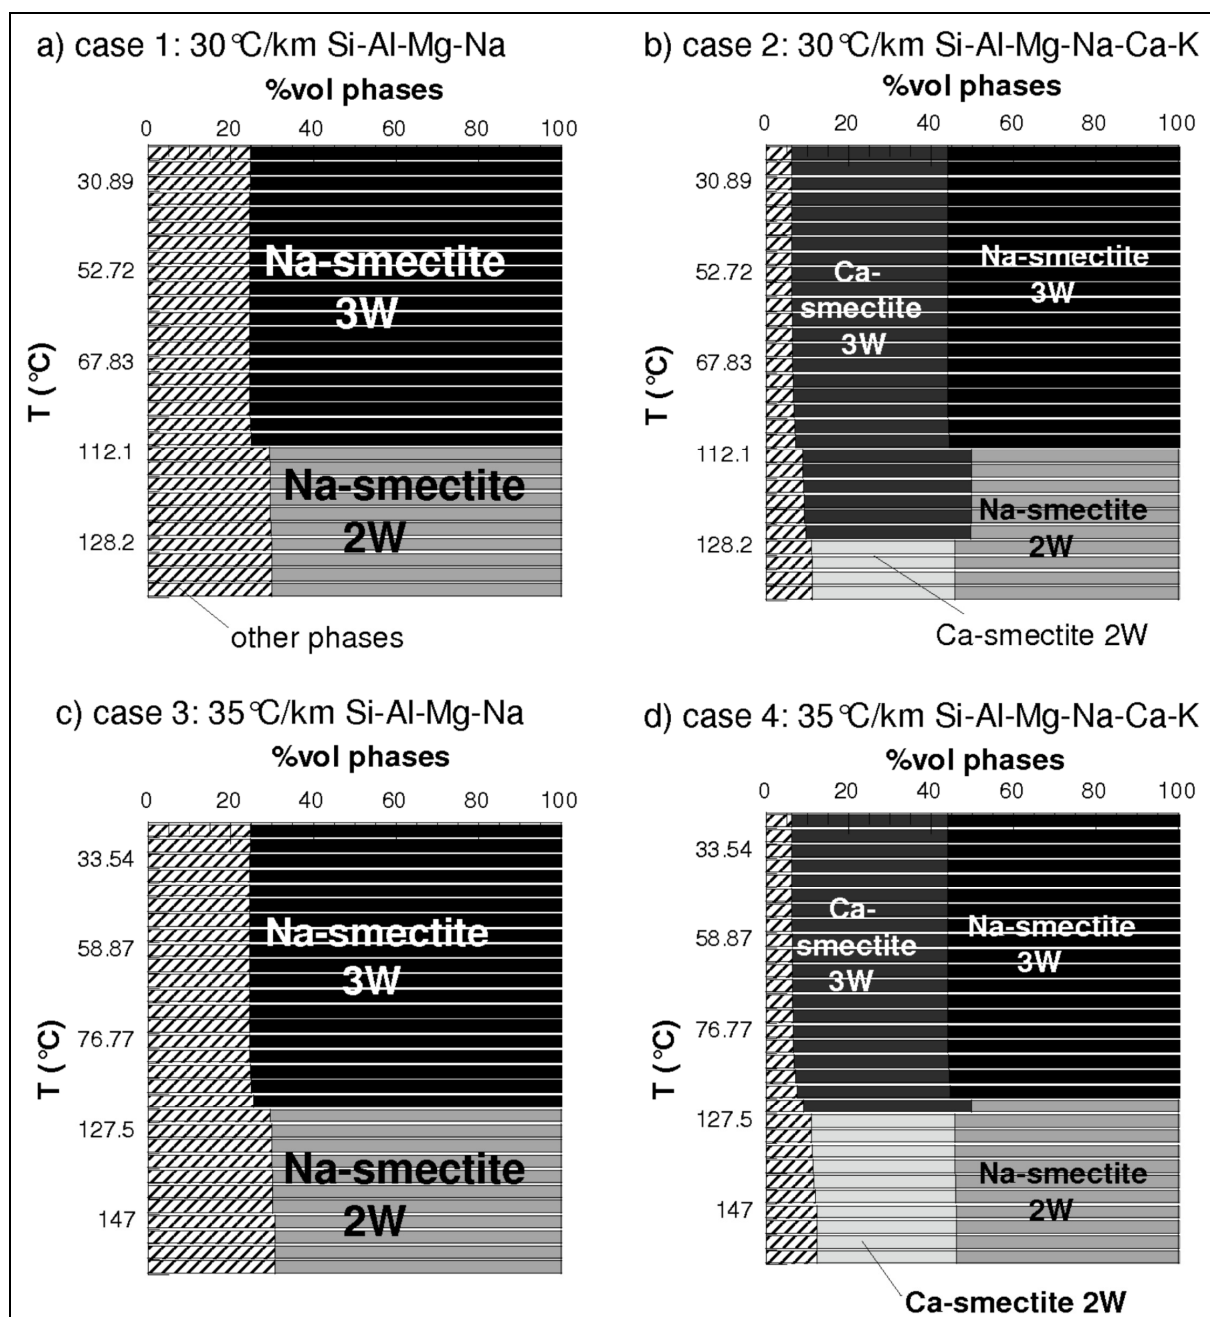 a) case 1: 30°C/km Si-Al-Mg-Na
%vol phases
0 20 40 60 80 100
30.89
52.72
67.83
112.1
128.2
T (°C)
Na-smectite
3W
Na-smectite
2W
other phases
b) case 2: 30°C/km Si-Al-Mg-Na-Ca-K
%vol phases
0 20 40 60 80 100
30.89
52.72
67.83
112.1
128.2
T (°C)
Ca-
smectite
3W
Na-smectite
3W
Na-smectite
2W
Ca-smectite 2W
c) case 3: 35°C/km Si-Al-Mg-Na
%vol phases
0 20 40 60 80 100
33.54
58.87
76.77
127.5
147
T (°C)
Na-smectite
3W
Na-smectite
2W
d) case 4: 35°C/km Si-Al-Mg-Na-Ca-K
%vol phases
0 20 40 60 80 100
33.54
58.87
76.77
127.5
147
T (°C)
Ca-
smectite
3W
Na-smectite
3W
Na-smectite
2W
Ca-smectite 2W